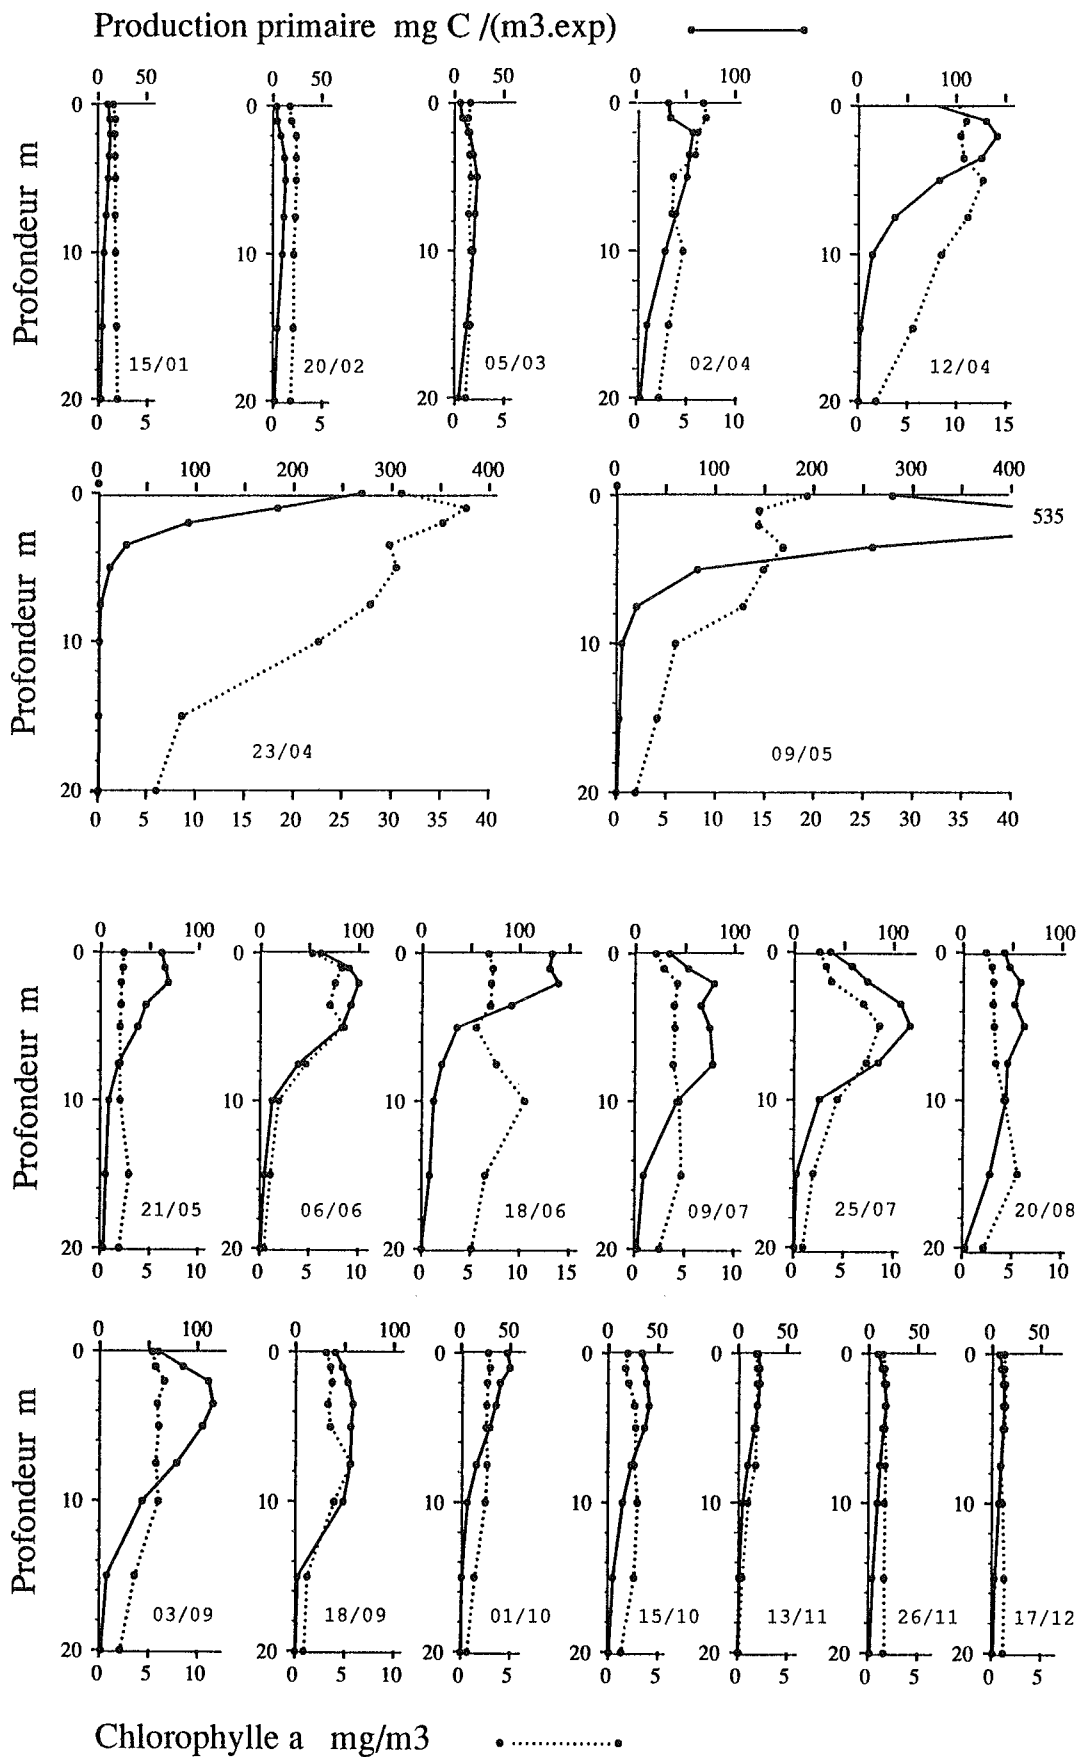 Production primaire mg C /(m3.exp)
0 50 0 50 0 50 0 100 100
Profondeur m
0 0 0 0 0
10 10 10 10 10
15/01 20/02 05/03 02/04 12/04
20 20 20 20 20
0 5 0 5 0 5 0 5 10 0 5 10 15
0 100 200 300 400 0 100 200 280 400
Profondeur m
0 0
535
10 10
23/04 09/05
20 20
0 5 10 15 20 25 30 35 40 0 5 10 15 20 25 30 35 40
0 100 0 100 0 100 0 100 0 100 0 100
Profondeur m
0 0 0 0 0 0
10 10 10 10 10 10
21/05 06/06 18/06 09/07 25/07 20/08
20 20 20 20 20 20
0 5 10 0 5 10 0 5 10 15 0 5 10 0 5 10 0 5 10
0 100 0 100 0 50 0 50 0 50 0 50 0 50
Profondeur m
0 0 0 0 0 0 0
10 10 10 10 10 10 10
03/09 18/09 01/10 15/10 13/11 26/11 17/12
20 20 20 20 20 20 20
0 5 10 0 5 10 0 5 0 5 0 5 0 5 0 5
Chlorophylle a mg/m3